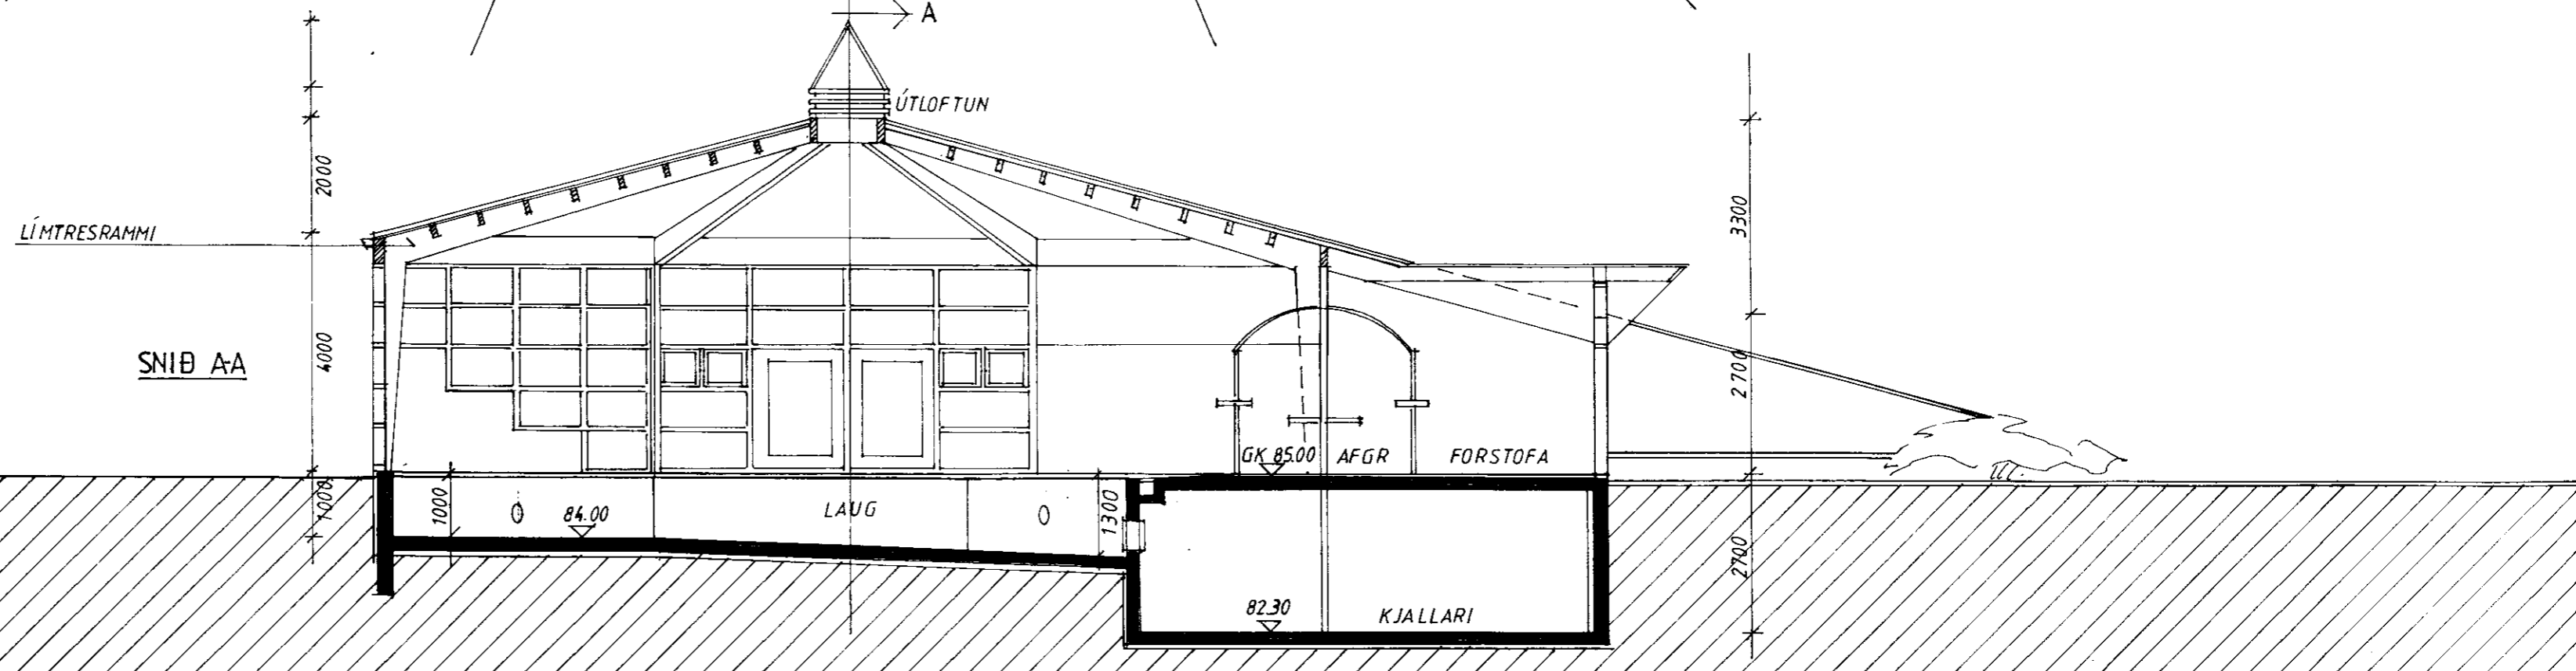 A
ÚTLOFTUN
2000
3300
LÍMTRESRAMMI
SNIÐ A-A
4000
2700
GK 85.00 AFGR FORSTOFA
1000
1000
84.00
LAUG
1300
2700
82.30
KJALLARI